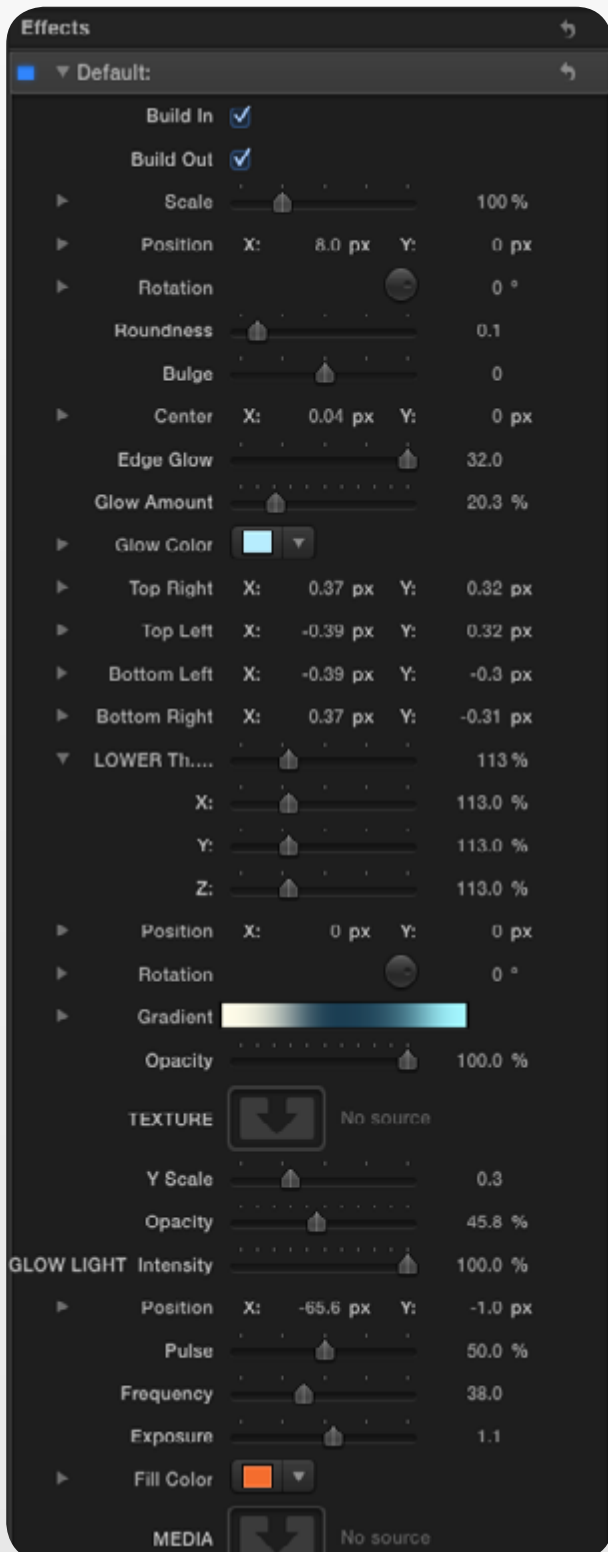 Effects
Default:
Build In
Build Out
Scale 100 %
Position X: 8.0 px Y: 0 px
Rotation 0 °
Roundness 0.1
Bulge 0
Center X: 0.04 px Y: 0 px
Edge Glow 32.0
Glow Amount 20.3 %
Glow Color
Top Right X: 0.37 px Y: 0.32 px
Top Left X: -0.39 px Y: 0.32 px
Bottom Left X: -0.39 px Y: -0.3 px
Bottom Right X: 0.37 px Y: -0.31 px
LOWER Th.... 113 %
X: 113.0 %
Y: 113.0 %
Z: 113.0 %
Position X: 0 px Y: 0 px
Rotation 0 °
Gradient
Opacity 100.0 %
TEXTURE No source
Y Scale 0.3
Opacity 45.8 %
GLOW LIGHT Intensity 100.0 %
Position X: -65.6 px Y: -1.0 px
Pulse 50.0 %
Frequency 38.0
Exposure 1.1
Fill Color
MEDIA No source